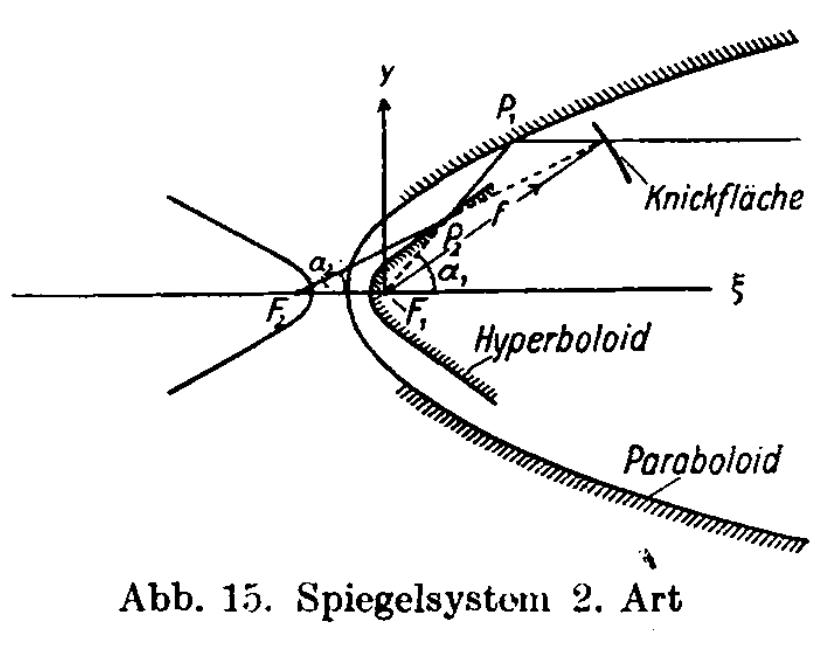 y
P₁
Knickfläche
f
P₂
α₂
α₁
ξ
F₂
F₁
Hyperboloid
Paraboloid
Abb. 15. Spiegelsystem 2. Art